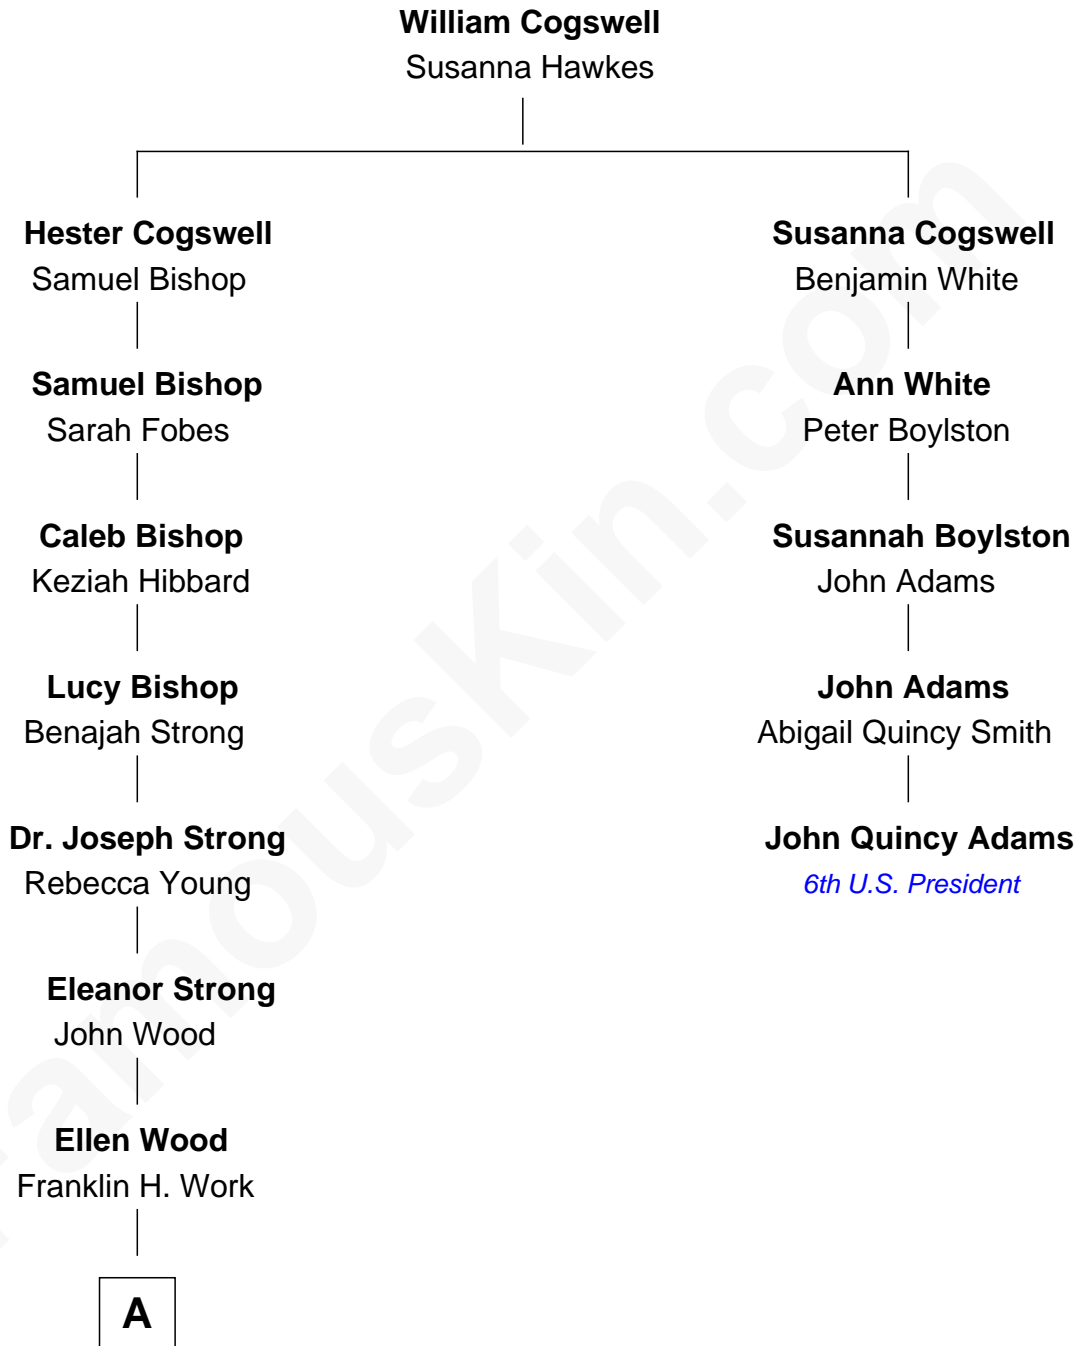 William Cogswell
Susanna Hawkes
Hester Cogswell
Samuel Bishop
Susanna Cogswell
Benjamin White
Samuel Bishop
Sarah Fobes
Ann White
Peter Boylston
Caleb Bishop
Keziah Hibbard
Susannah Boylston
John Adams
Lucy Bishop
Benajah Strong
John Adams
Abigail Quincy Smith
Dr. Joseph Strong
Rebecca Young
John Quincy Adams
6th U.S. President
Eleanor Strong
John Wood
Ellen Wood
Franklin H. Work
A
FamousKin.com